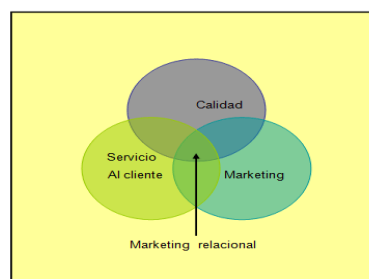 Calidad
Servicio
Al cliente
Marketing
Marketing relacional